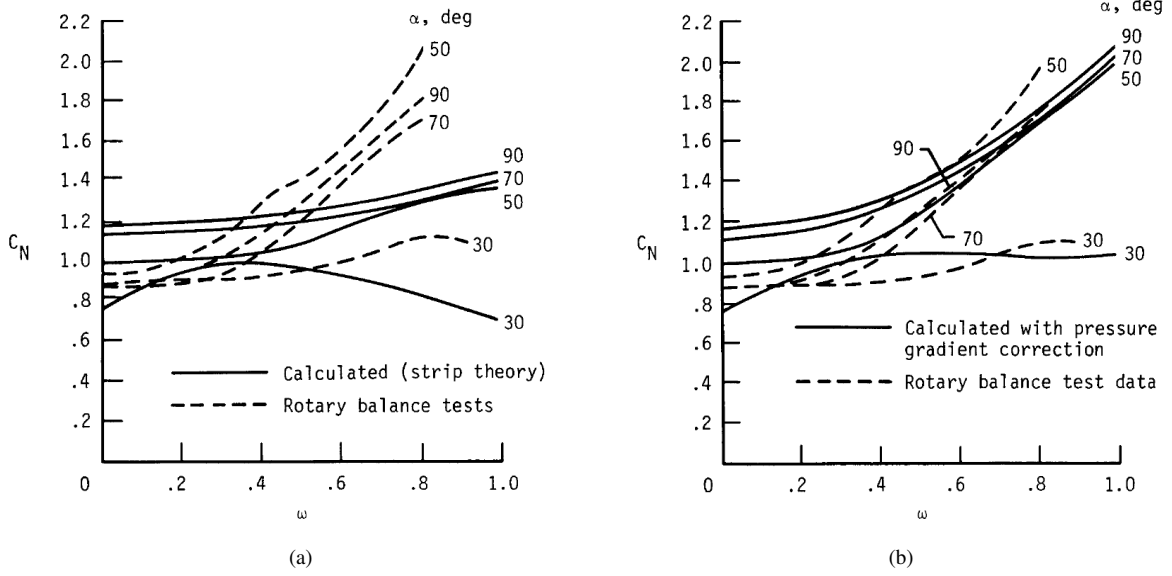 α, deg
2.2
2.0
1.8
1.6
1.4
1.2
1.0
.8
.6
.4
.2
0
C_N
50
90
70
90
70
50
30
30
Calculated (strip theory)
Rotary balance tests
.2 .4 .6 .8 1.0
ω
(a)
α, deg
2.2
2.0
1.8
1.6
1.4
1.2
1.0
.8
.6
.4
.2
0
C_N
90
70
50
50
90
70
30
30
Calculated with pressure
gradient correction
Rotary balance test data
.2 .4 .6 .8 1.0
ω
(b)